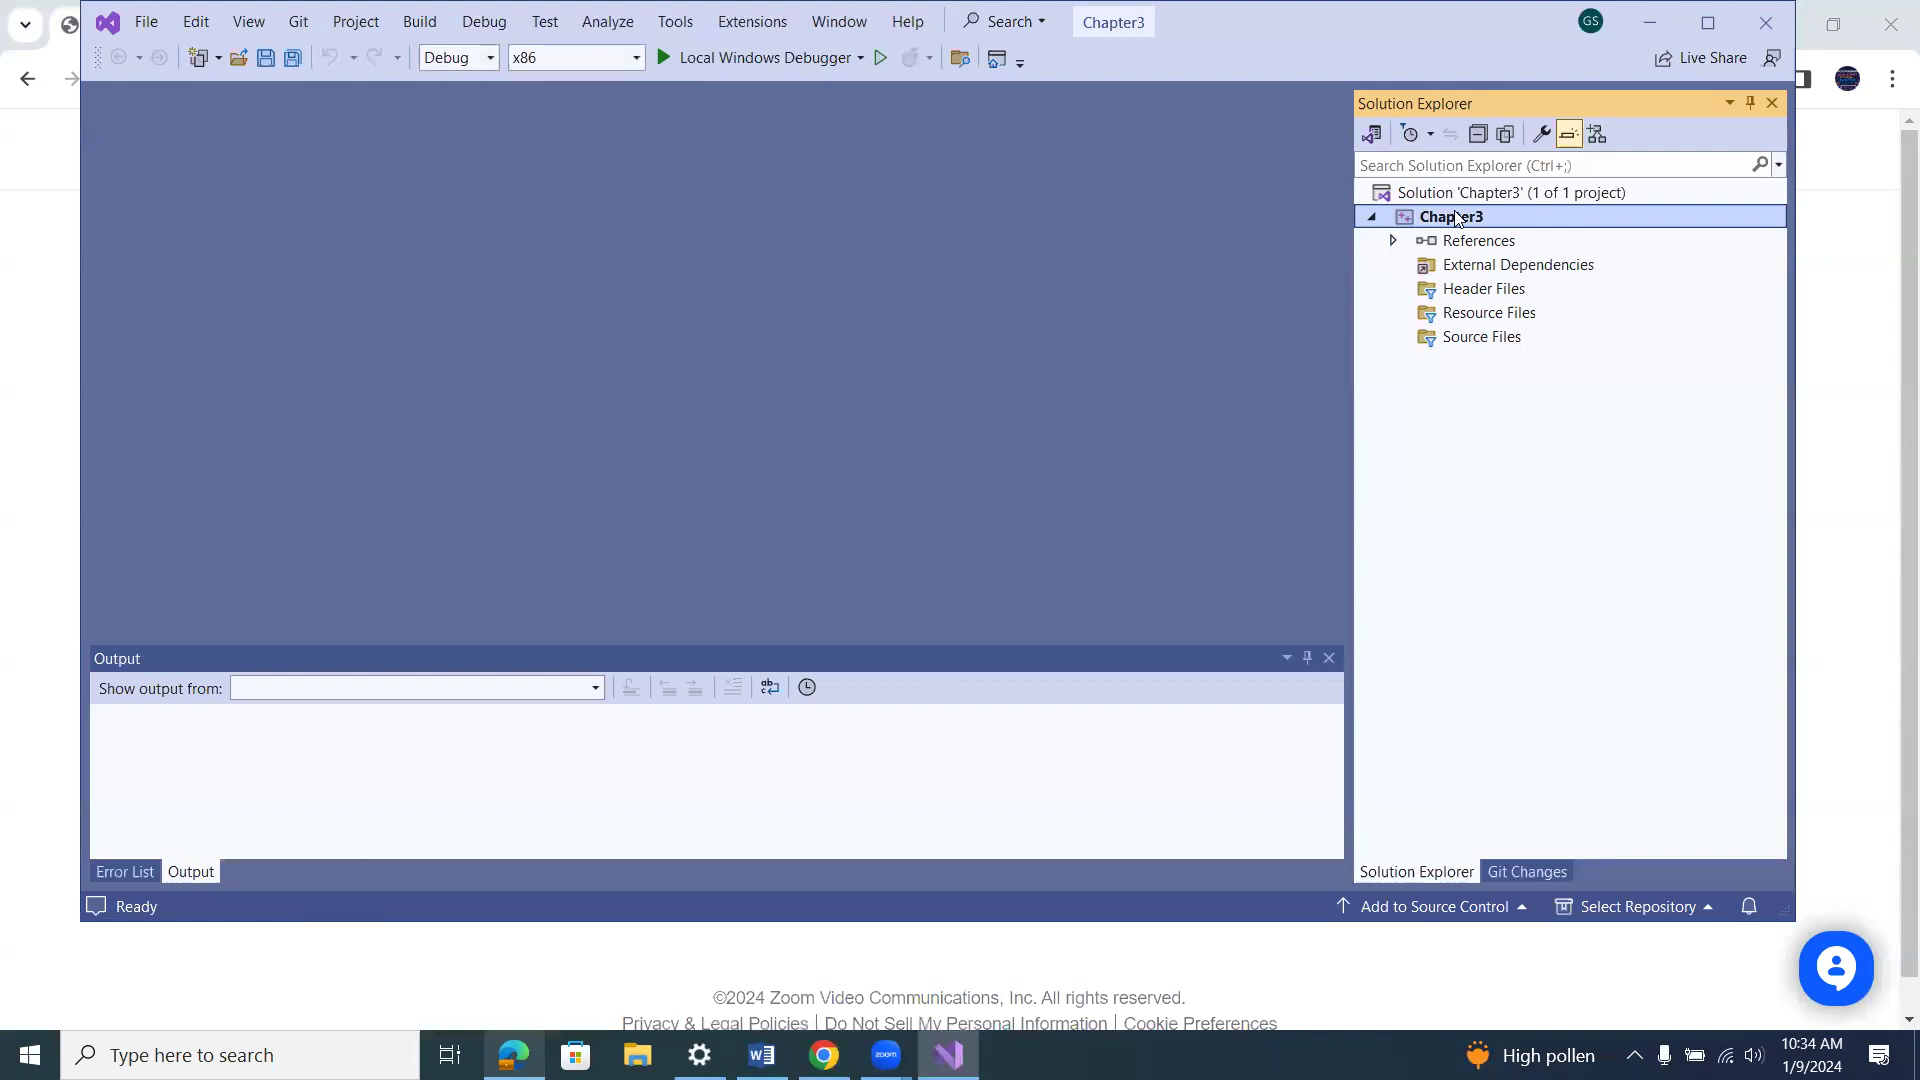 File Edit View Git Project Build Debug Test Analyze Tools Extensions Window Help Search Chapter3 GS
Debug x86 Local Windows Debugger Live Share
Solution Explorer
Search Solution Explorer (Ctrl+;)
Solution 'Chapter3' (1 of 1 project)
Chapter3
References
External Dependencies
Header Files
Resource Files
Source Files
Output
Show output from:
Error List Output
Solution Explorer Git Changes
Ready
Add to Source Control Select Repository
©2024 Zoom Video Communications, Inc. All rights reserved.
Privacy & Legal Policies | Do Not Sell My Personal Information | Cookie Preferences
Type here to search
zoom
High pollen
10:34 AM
1/9/2024